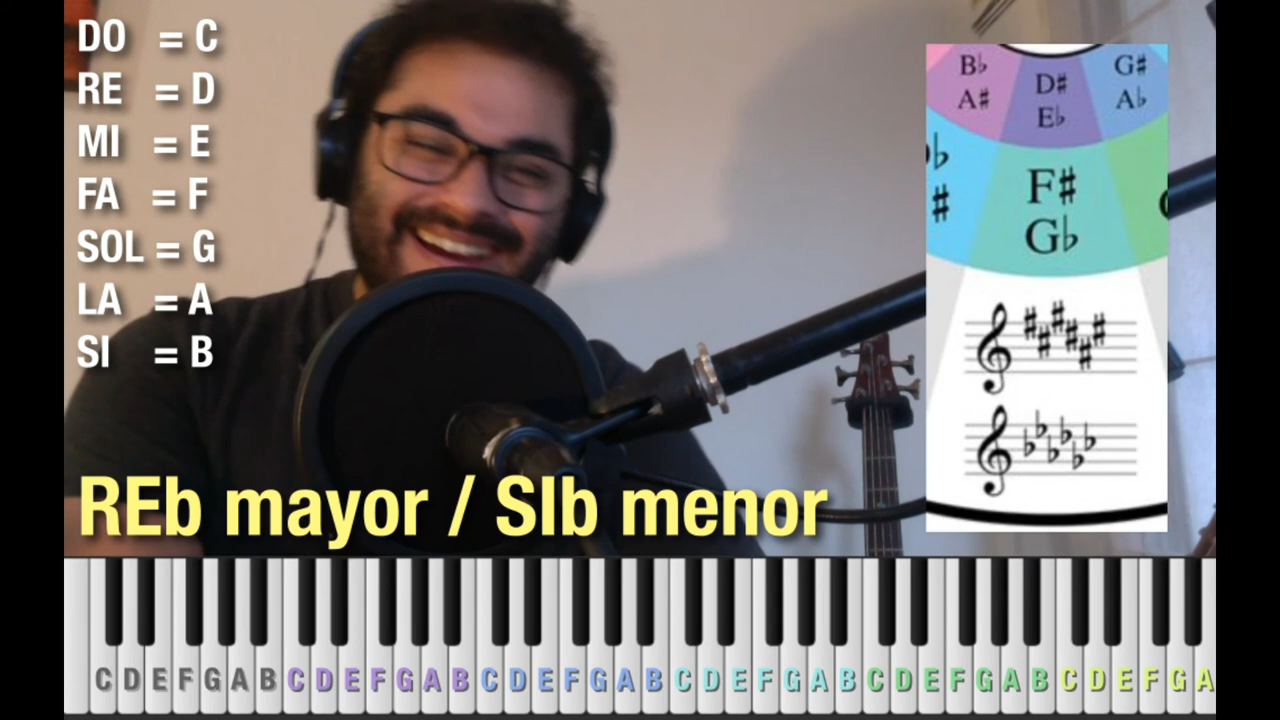 DO = C
RE = D
MI = E
FA = F
SOL = G
LA = A
SI = B
B♭ D♯ G♯
A♯ E♭ A♭
♭
♯
F♯
G♭
REb mayor / SIb menor
C D E F G A B C D E F G A B C D E F G A B C D E F G A B C D E F G A B C D E F G A